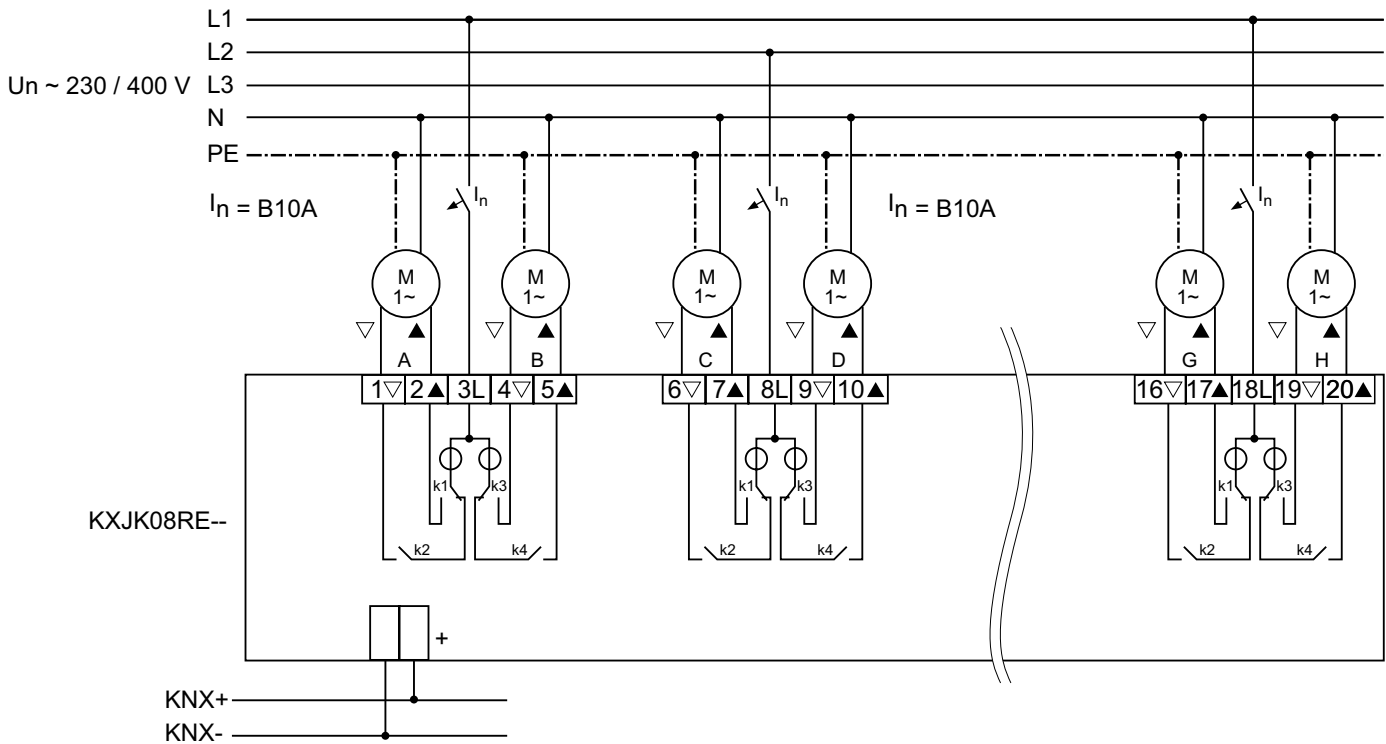 L1
L2
Un ~ 230 / 400 V L3
N
PE
In = B10A In In In = B10A In
M 1~ M 1~ M 1~ M 1~ M 1~ M 1~
▽ ▲ ▽ ▲ ▽ ▲ ▽ ▲ ▽ ▲ ▽ ▲
A B C D G H
1▽ 2▲ 3L 4▽ 5▲ 6▽ 7▲ 8L 9▽ 10▲ 16▽ 17▲ 18L 19▽ 20▲
k1 k3 k1 k3 k1 k3
KXJK08RE--
k2 k4 k2 k4 k2 k4
+
KNX+
KNX-